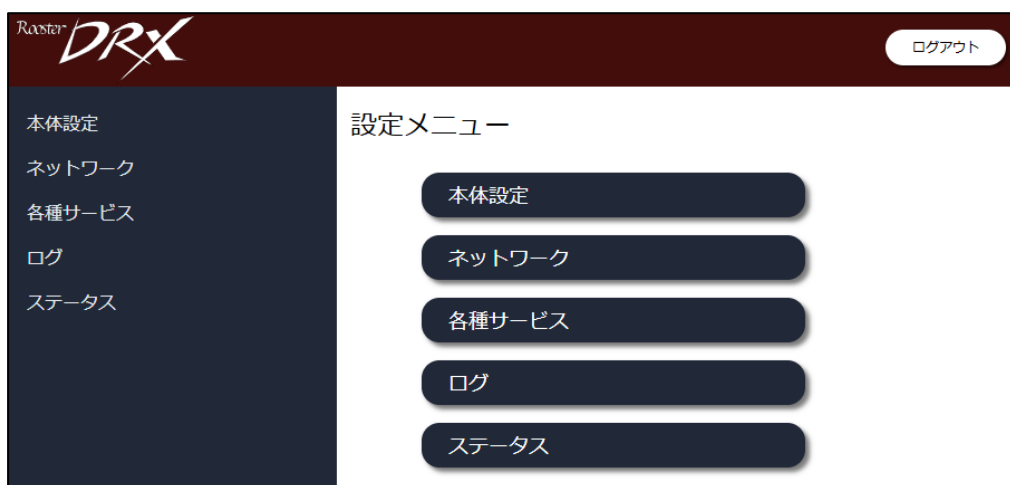 Rooster DRX
ログアウト
本体設定
ネットワーク
各種サービス
ログ
ステータス
設定メニュー
本体設定
ネットワーク
各種サービス
ログ
ステータス